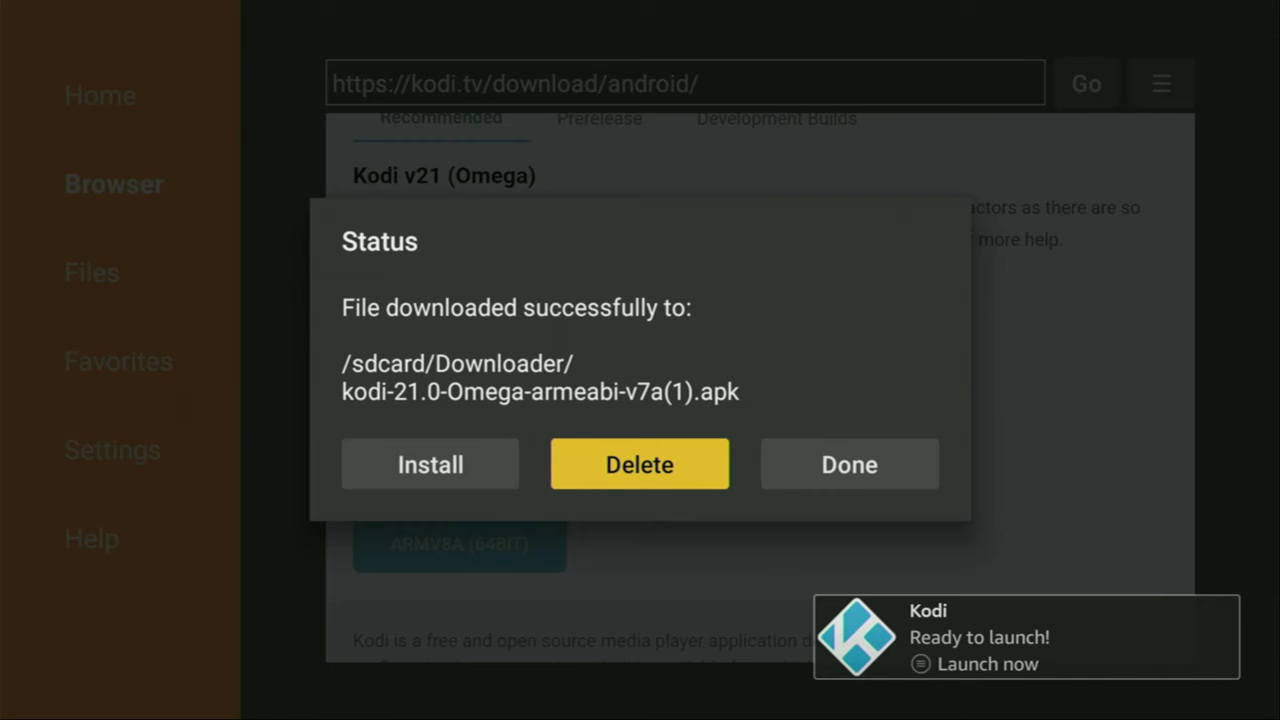 Home
Browser
Files
Favorites
Settings
Help
https://kodi.tv/download/android/
Go
Recommended
Prerelease
Development Builds
Kodi v21 (Omega)
actors as there are so
more help.
Status
File downloaded successfully to:
/sdcard/Downloader/
kodi-21.0-Omega-armeabi-v7a(1).apk
Install
Delete
Done
ARMV8A (64BIT)
Kodi is a free and open source media player application
Kodi
Ready to launch!
Launch now